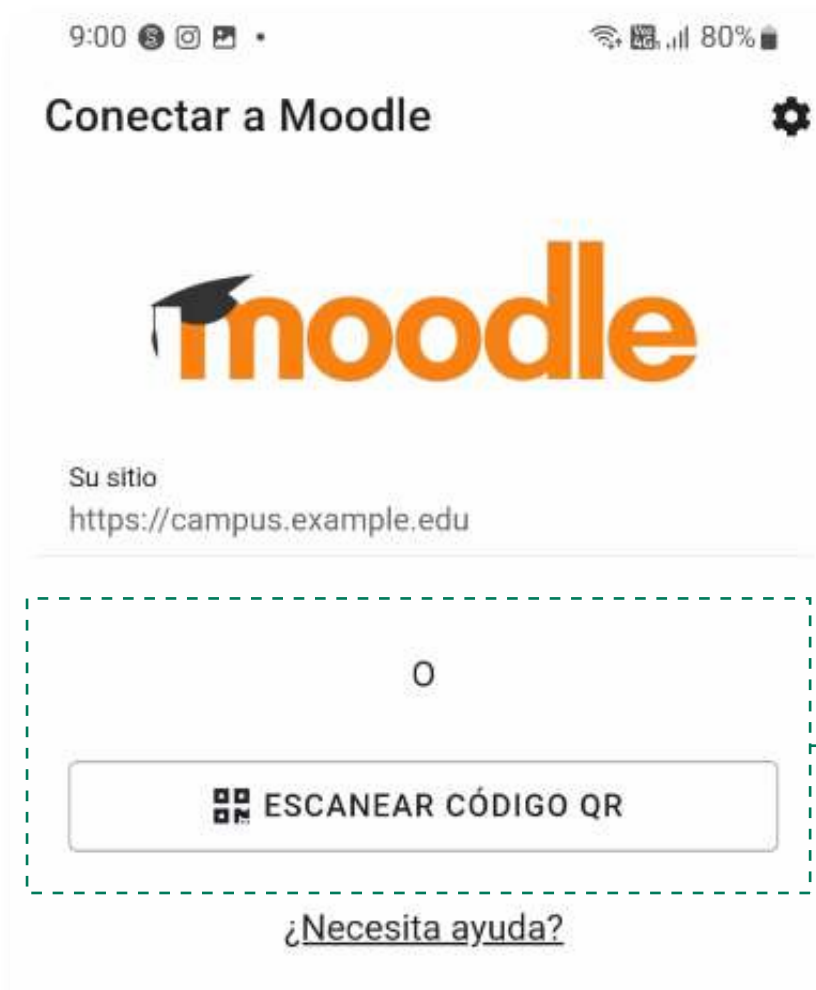 9:00 80%
Conectar a Moodle
moodle
Su sitio
https://campus.example.edu
O
ESCANEAR CÓDIGO QR
¿Necesita ayuda?